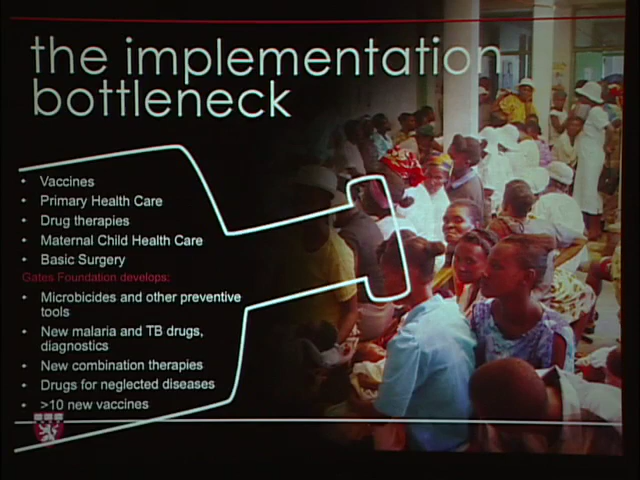 the implementation
bottleneck
• Vaccines
• Primary Health Care
• Drug therapies
• Maternal Child Health Care
• Basic Surgery
Gates Foundation develops:
• Microbicides and other preventive
tools
• New malaria and TB drugs,
diagnostics
• New combination therapies
• Drugs for neglected diseases
• >10 new vaccines